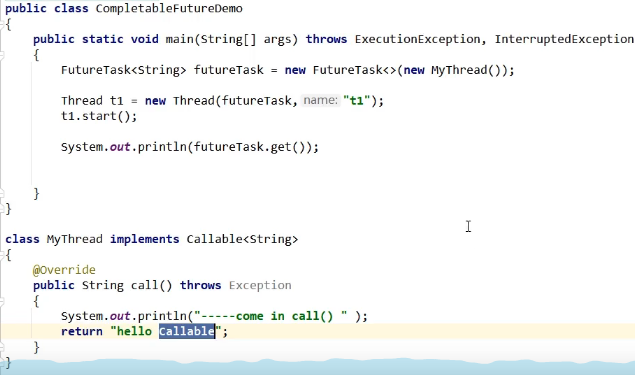 public class CompletableFutureDemo
{
public static void main(String[] args) throws ExecutionException, InterruptedException
{
FutureTask<String> futureTask = new FutureTask<>(new MyThread());
Thread t1 = new Thread(futureTask, name: "t1");
t1.start();
System.out.println(futureTask.get());
}
}
class MyThread implements Callable<String>
{
@Override
public String call() throws Exception
{
System.out.println("-----come in call() " );
return "hello Callable";
}
}